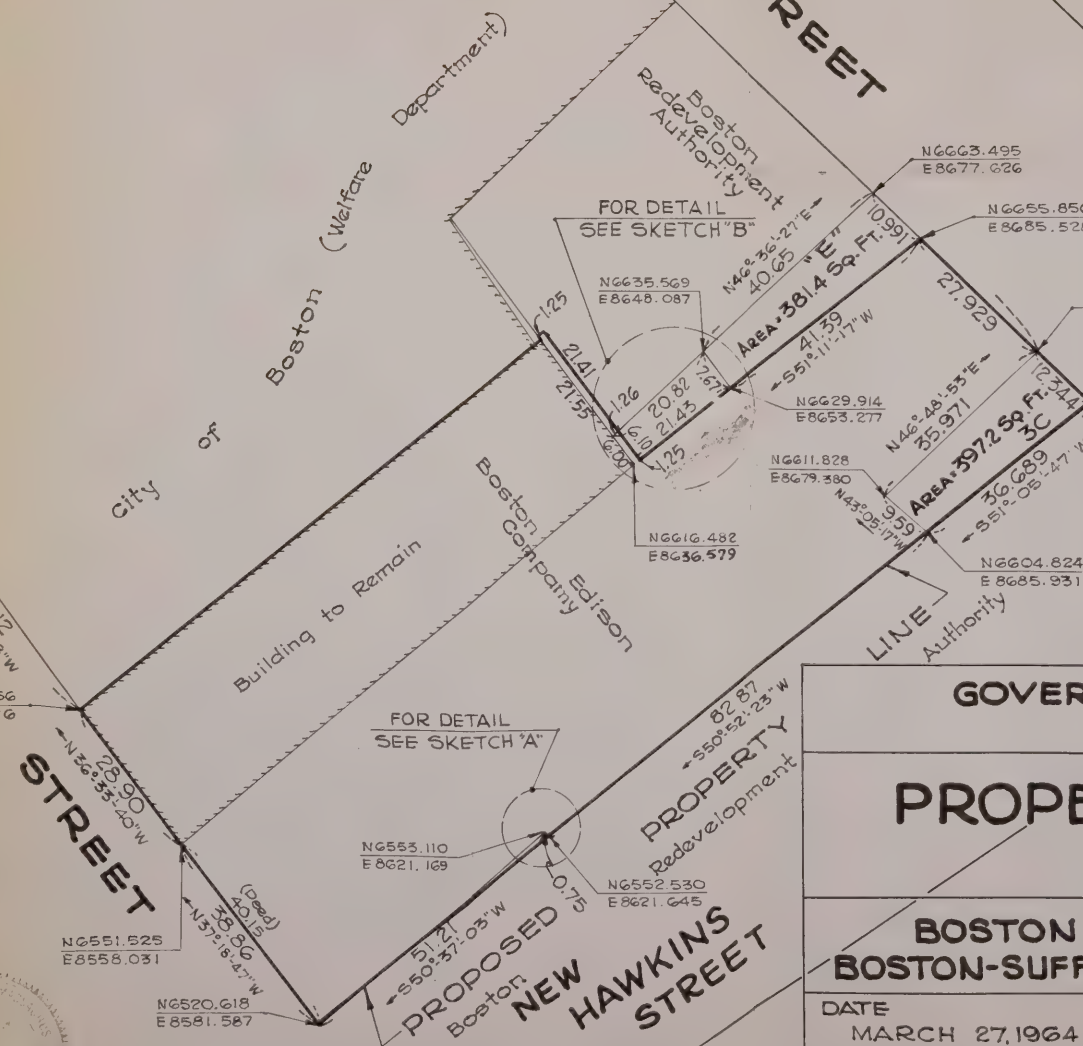 REET
Department)
(Welfare
Boston
of
City
Boston
Redevelopment
Authority
FOR DETAIL
SEE SKETCH "B"
N6663.495
E8677.626
N46°-36'-27"E
40.65
10.991
"E"
AREA=381.4 Sq. Ft.
41.39
S51°-11'-17"W
27.929
N6635.569
E8648.087
1.25
21.41
21.55
1.26
20.82
21.43
7.67
6.10
6.00
1.25
N6629.914
E8653.277
N6616.482
E8636.579
N46°-48'-53"E
35.971
12.344
AREA=397.2 Sq. Ft.
3C
36.689
S51°-05'-47"W
N6611.828
E8679.380
9.59
N43°-05'-17"W
N6604.824
E8685.931
Boston
Edison
Company
Building to Remain
LINE
Authority
82.87
S50°-52'-23"W
PROPERTY
Redevelopment
FOR DETAIL
SEE SKETCH "A"
N6553.110
E8621.169
N6552.530
E8621.645
0.75
28.90
N36°-33'-40"W
STREET
(Deed)
40.15
38.86
N37°-18'-47"W
N6551.525
E8558.031
N6520.618
E8581.587
51.21
S50°-37'-03"W
PROPOSED
Boston
NEW
HAWKINS
STREET
GOVER
PROPE
BOSTON
BOSTON-SUFF
DATE
MARCH 27, 1964